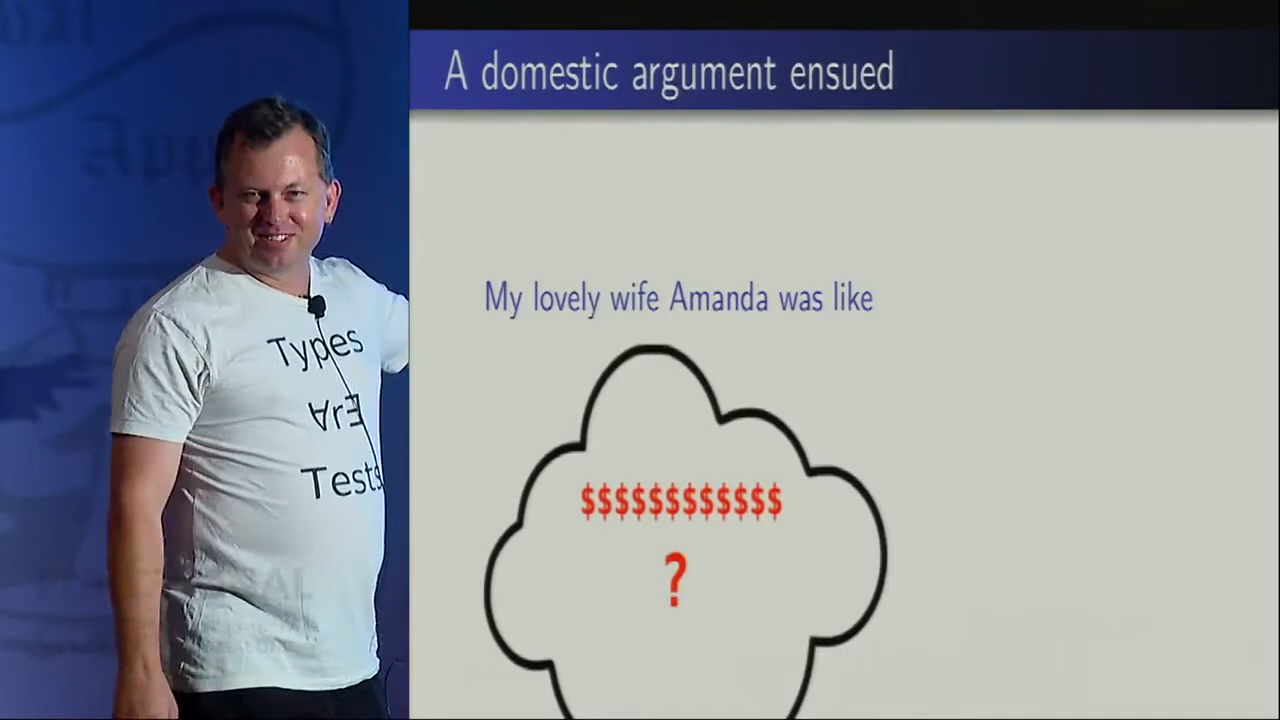 A domestic argument ensued
My lovely wife Amanda was like
$$$$$$$$$$$$
?
Types
∀r∃
Tests